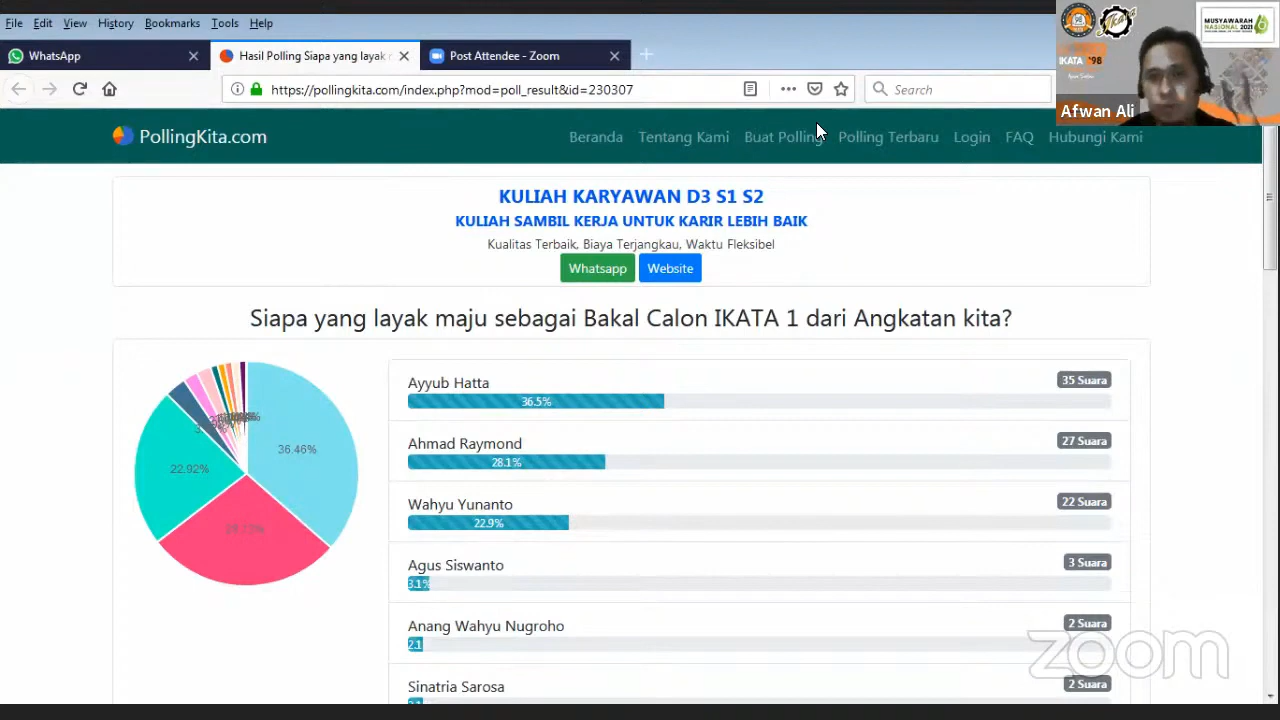 File Edit View History Bookmarks Tools Help
WhatsApp
Hasil Polling Siapa yang layak
Post Attendee - Zoom
https://pollingkita.com/index.php?mod=poll_result&id=230307
Search
MUSYAWARAH
NASIONAL 2021
IKATA '98
Afwan Ali
PollingKita.com
Beranda Tentang Kami Buat Polling Polling Terbaru Login FAQ Hubungi Kami
KULIAH KARYAWAN D3 S1 S2
KULIAH SAMBIL KERJA UNTUK KARIR LEBIH BAIK
Kualitas Terbaik, Biaya Terjangkau, Waktu Fleksibel
Whatsapp Website
Siapa yang layak maju sebagai Bakal Calon IKATA 1 dari Angkatan kita?
36.46%
22.92%
Ayyub Hatta 35 Suara
36.5%
Ahmad Raymond 27 Suara
28.1%
Wahyu Yunanto 22 Suara
22.9%
Agus Siswanto 3 Suara
3.1%
Anang Wahyu Nugroho 2 Suara
2.1
Sinatria Sarosa 2 Suara
zoom